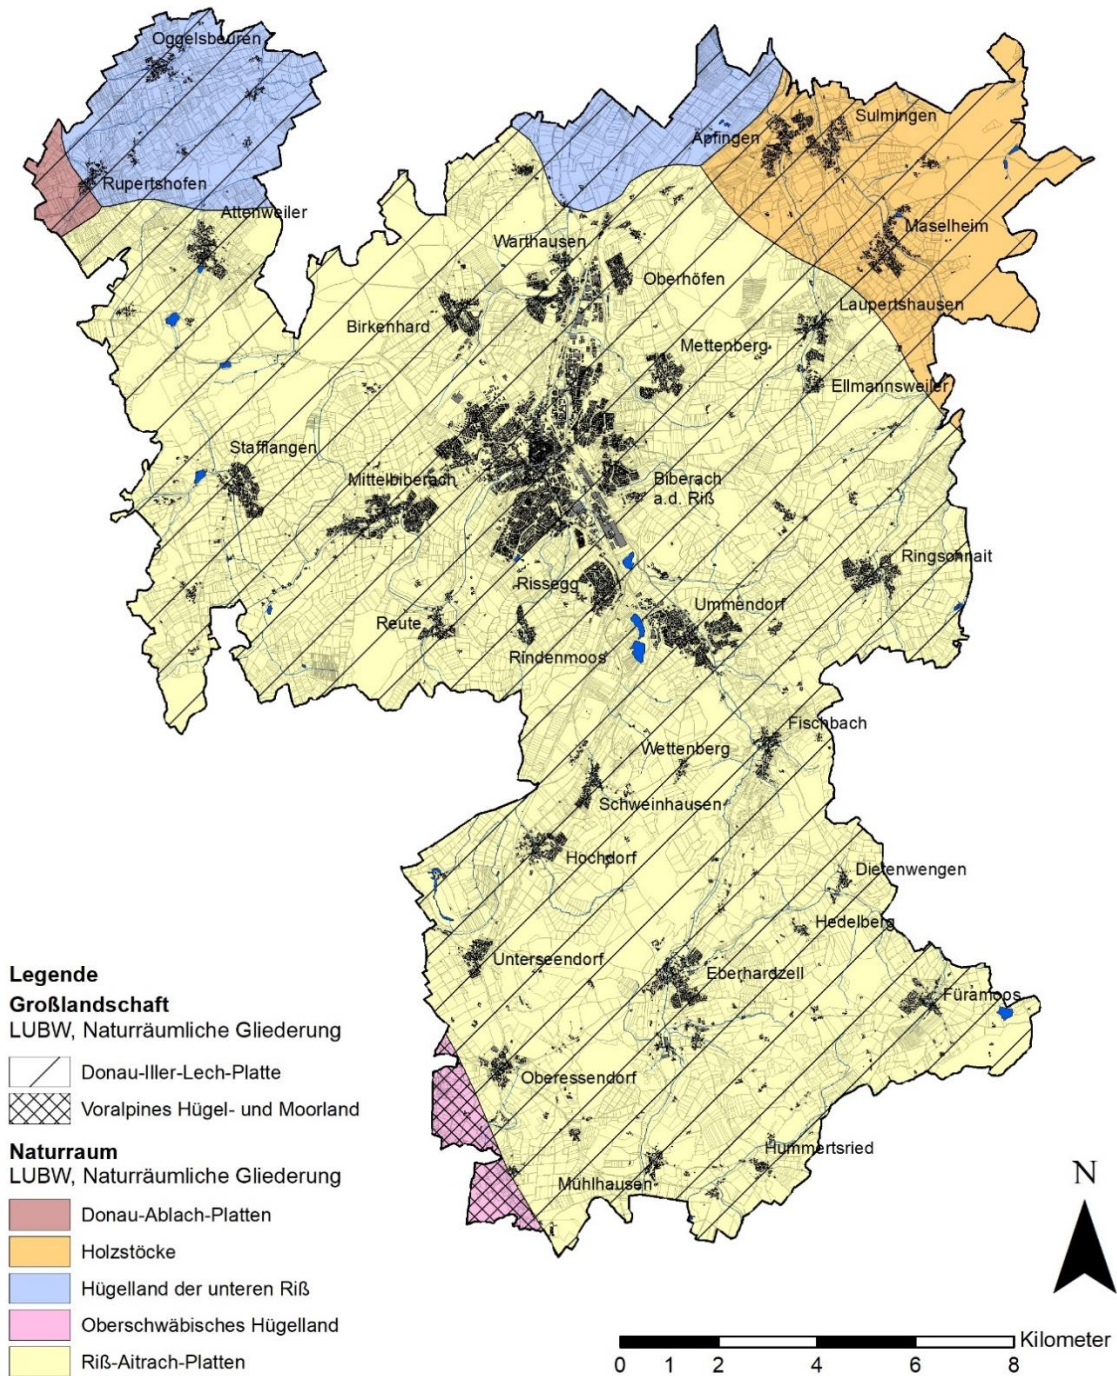 Oggelsbeuren
Sulmingen
Äpfingen
Rupertshofen
Attenweiler
Maselheim
Warthausen
Oberhöfen
Laupertshausen
Birkenhard
Mettenberg
Ellmannsweiler
Stafflangen
Mittelbiberach
Biberach
a.d. Riß
Ringschnait
Rissegg
Ummendorf
Reute
Rindenmoos
Fischbach
Wettenberg
Schweinhausen
Hochdorf
Dietenwengen
Hedelberg
Unterseendorf
Eberhardzell
Füramoos
Oberessendorf
Hummertsried
Mühlhausen
Legende
Großlandschaft
LUBW, Naturräumliche Gliederung
Donau-Iller-Lech-Platte
Voralpines Hügel- und Moorland
Naturraum
LUBW, Naturräumliche Gliederung
Donau-Ablach-Platten
Holzstöcke
Hügelland der unteren Riß
Oberschwäbisches Hügelland
Riß-Aitrach-Platten
N
Kilometer
0 1 2 4 6 8